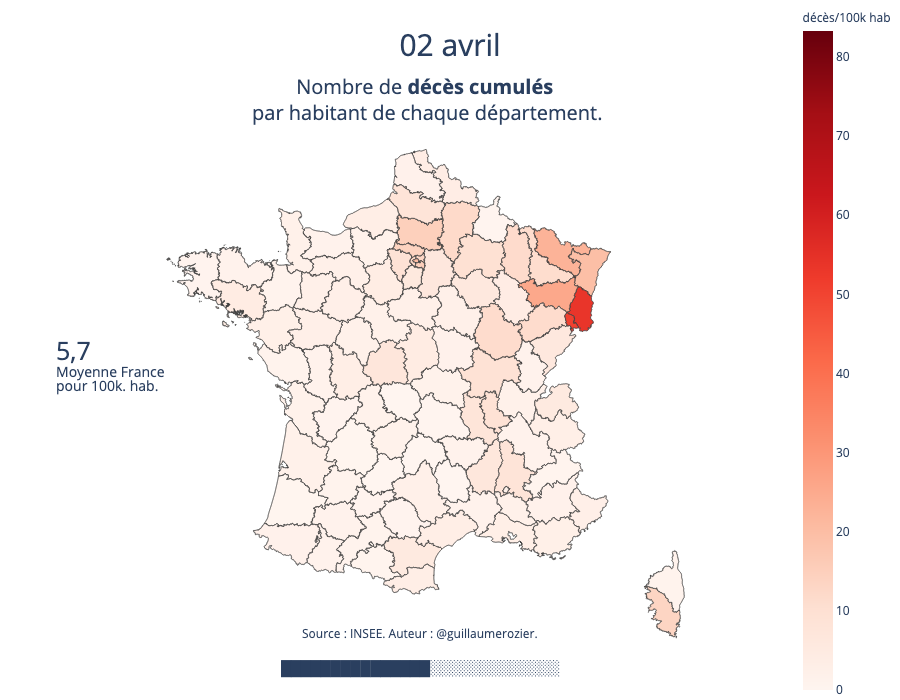 décès/100k hab
02 avril
Nombre de décès cumulés
par habitant de chaque département.
80
70
60
50
40
30
20
10
0
5,7
Moyenne France
pour 100k. hab.
Source : INSEE. Auteur : @guillaumerozier.